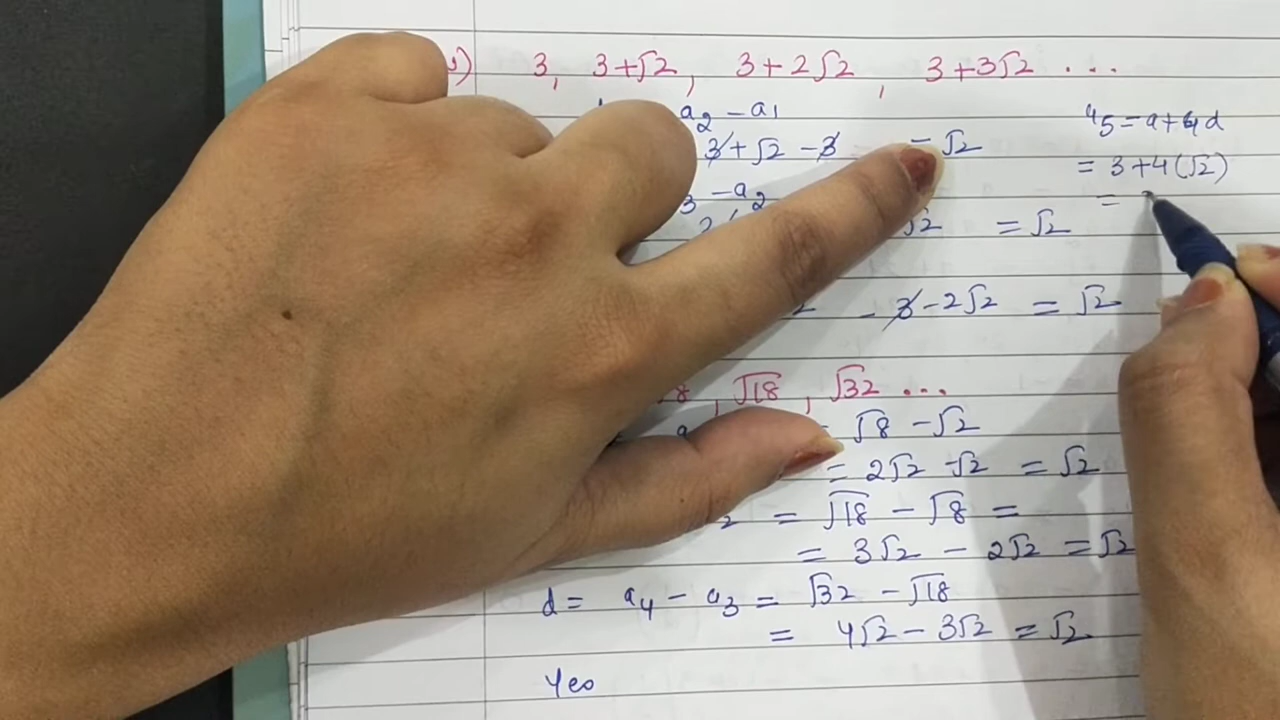 3, 3+√2, 3+2√2, 3+3√2 ...
a2 - a1
a5 = a+4d
3+√2 -3 = √2
= 3+4(√2)
3 - a2
=
√2 = √2
- 3 - 2√2 = √2
√18, √32 ...
√8 - √2
= 2√2 - √2 = √2
2 = √18 - √8 =
= 3√2 - 2√2 = √2
d = a4 - a3 = √32 - √18
= 4√2 - 3√2 = √2
Yes